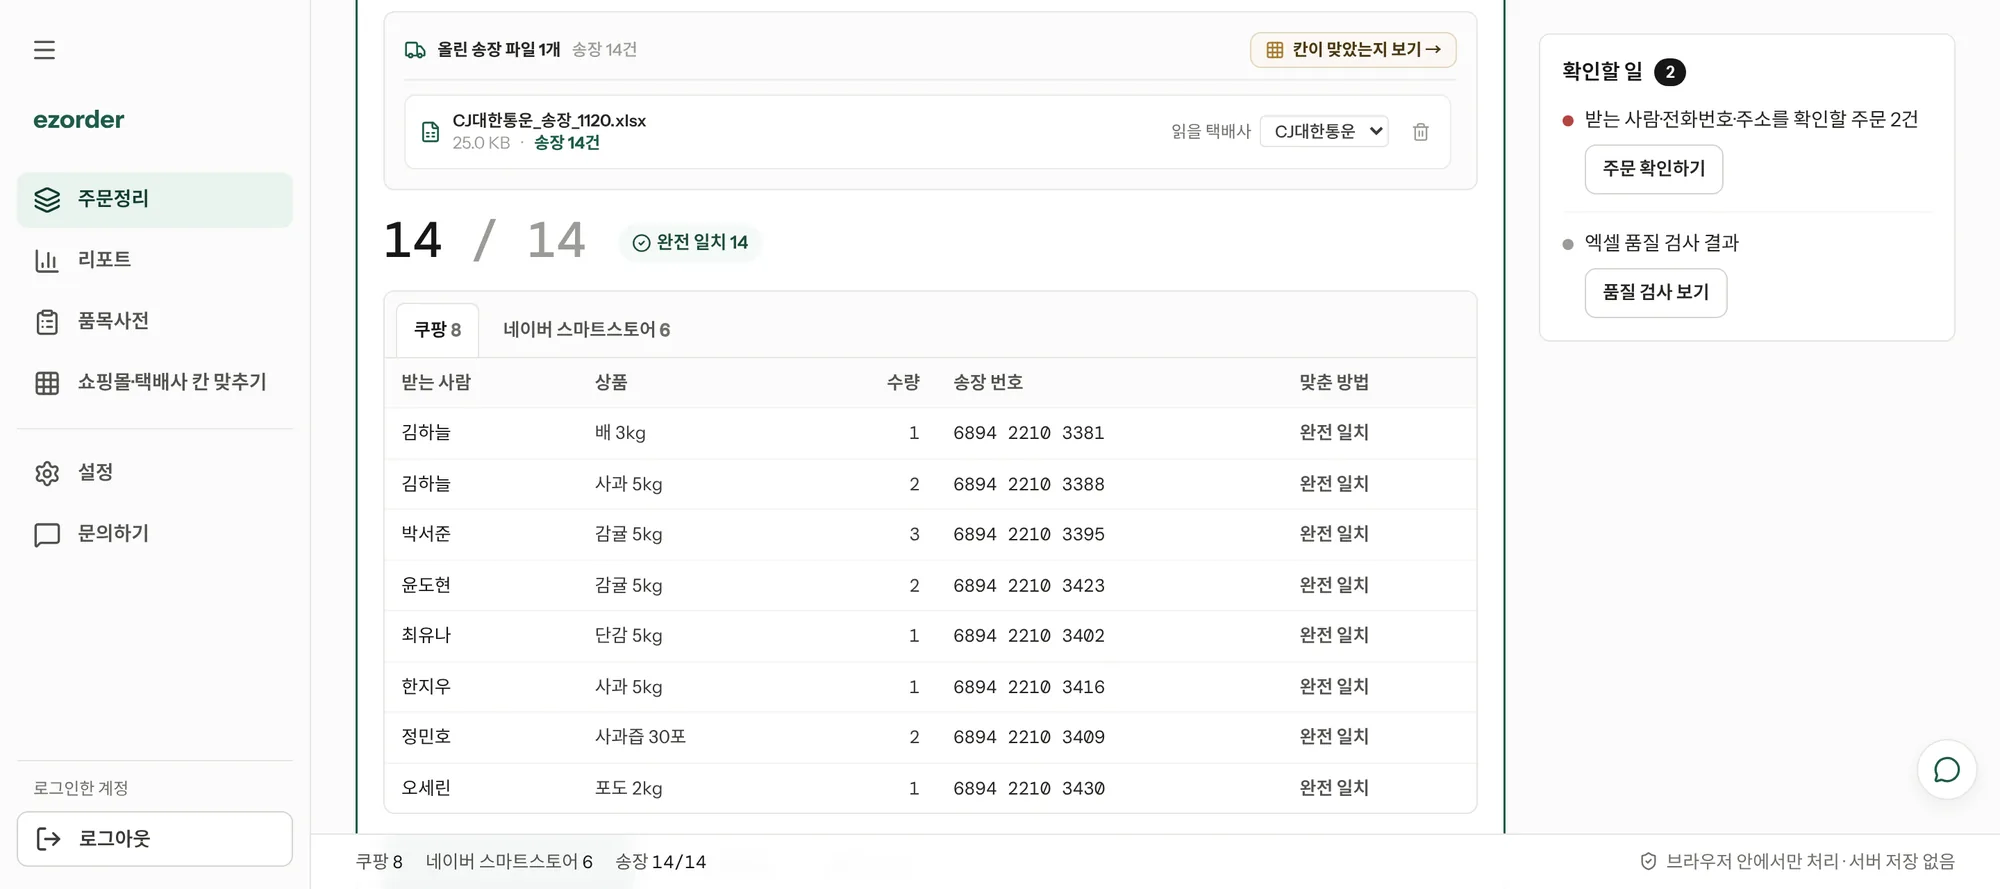 ezorder
주문정리
리포트
품목사전
쇼핑몰·택배사 칸 맞추기
설정
문의하기
로그인한 계정
로그아웃
올린 송장 파일 1개 송장 14건
칸이 맞았는지 보기 →
CJ대한통운_송장_1120.xlsx
25.0 KB · 송장 14건
읽을 택배사 CJ대한통운
14 / 14 완전 일치 14
쿠팡 8 네이버 스마트스토어 6
받는 사람 상품 수량 송장 번호 맞춘 방법
김하늘 배 3kg 1 6894 2210 3381 완전 일치
김하늘 사과 5kg 2 6894 2210 3388 완전 일치
박서준 감귤 5kg 3 6894 2210 3395 완전 일치
윤도현 감귤 5kg 2 6894 2210 3423 완전 일치
최유나 단감 5kg 1 6894 2210 3402 완전 일치
한지우 사과 5kg 1 6894 2210 3416 완전 일치
정민호 사과즙 30포 2 6894 2210 3409 완전 일치
오세린 포도 2kg 1 6894 2210 3430 완전 일치
쿠팡 8 네이버 스마트스토어 6 송장 14/14
브라우저 안에서만 처리 · 서버 저장 없음
확인할 일 2
받는 사람·전화번호·주소를 확인할 주문 2건
주문 확인하기
엑셀 품질 검사 결과
품질 검사 보기